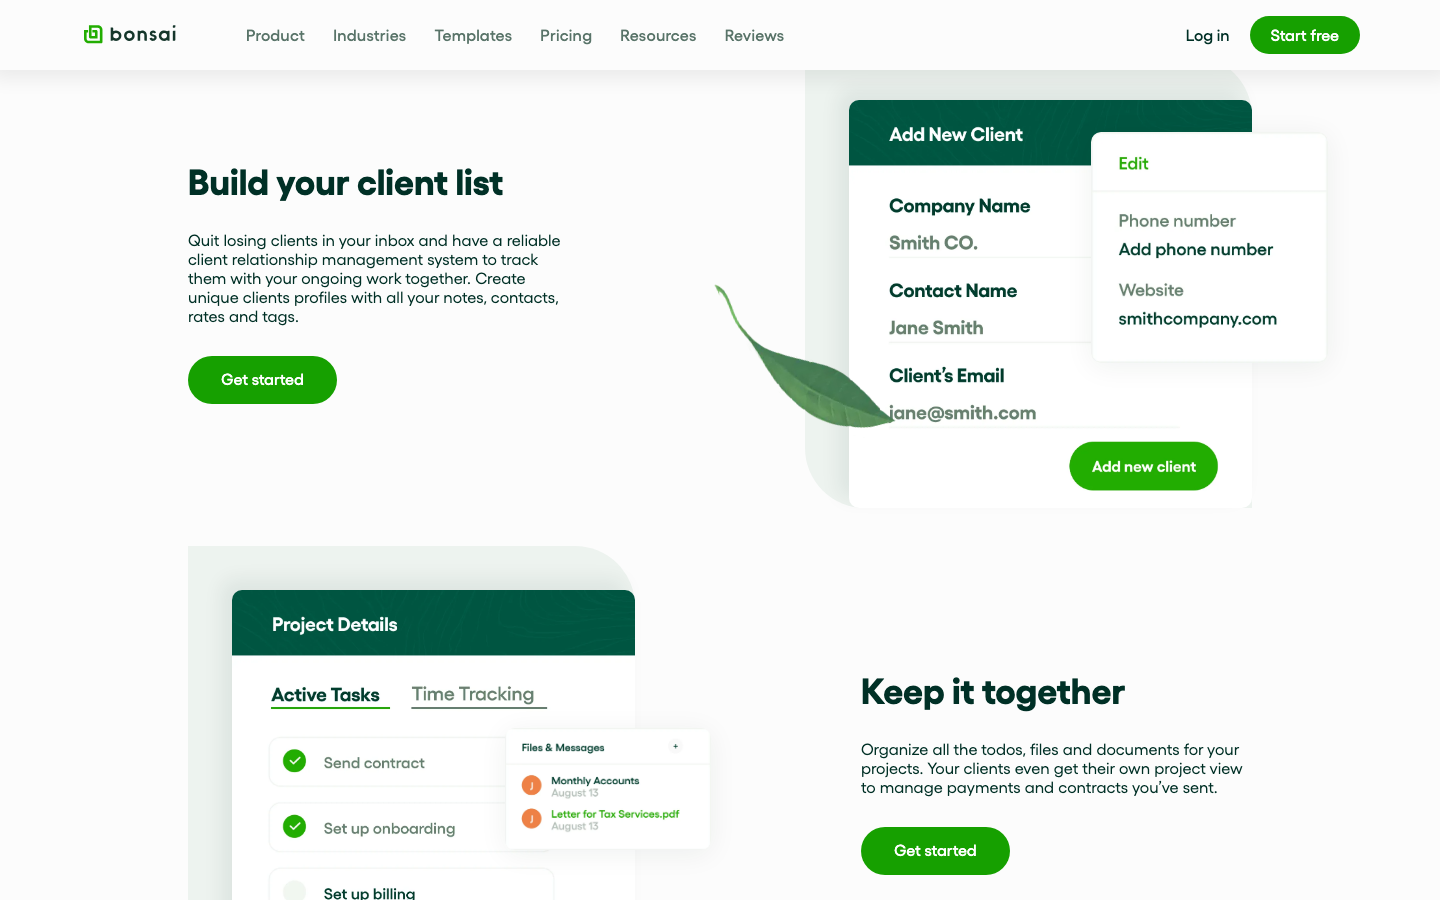 bonsai
Product
Industries
Templates
Pricing
Resources
Reviews
Log in
Start free
Build your client list
Quit losing clients in your inbox and have a reliable
client relationship management system to track
them with your ongoing work together. Create
unique clients profiles with all your notes, contacts,
rates and tags.
Get started
Add New Client
Company Name
Smith CO.
Contact Name
Jane Smith
Client's Email
jane@smith.com
Add new client
Edit
Phone number
Add phone number
Website
smithcompany.com
Project Details
Active Tasks
Time Tracking
Send contract
Set up onboarding
Set up billing
Files & Messages
+
J
Monthly Accounts
August 13
J
Letter for Tax Services.pdf
August 13
Keep it together
Organize all the todos, files and documents for your
projects. Your clients even get their own project view
to manage payments and contracts you've sent.
Get started